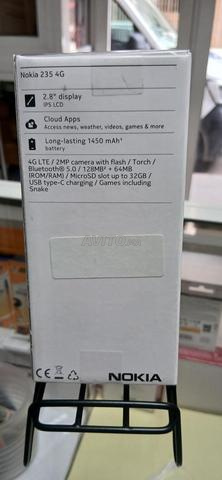 Nokia 235 4G
2.8" display
IPS LCD
Cloud Apps
Access news, weather, videos, games & more
Long-lasting 1450 mAh¹
battery
4G LTE / 2MP camera with flash / Torch /
Bluetooth® 5.0 / 128MB² + 64MB
(ROM/RAM) / MicroSD slot up to 32GB /
USB type-C charging / Games including
Snake
CE
NOKIA